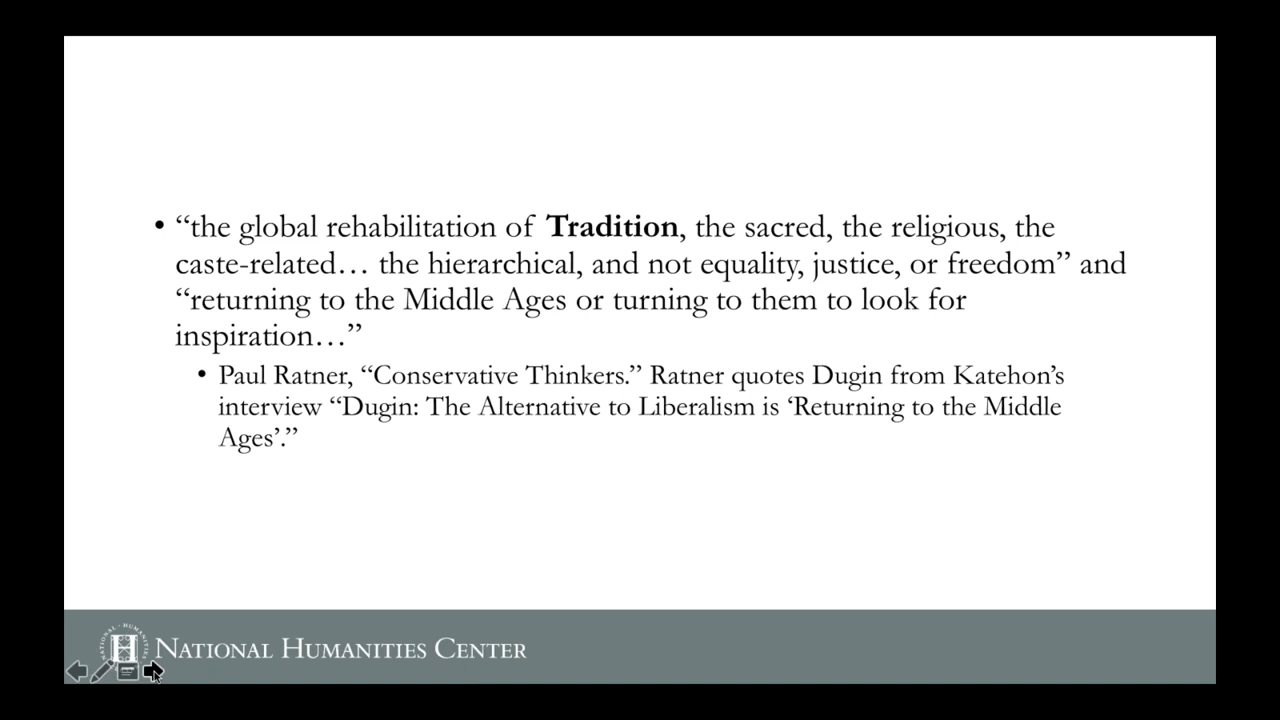 • “the global rehabilitation of Tradition, the sacred, the religious, the
caste-related… the hierarchical, and not equality, justice, or freedom” and
“returning to the Middle Ages or turning to them to look for
inspiration…”
• Paul Ratner, “Conservative Thinkers.” Ratner quotes Dugin from Katehon’s
interview “Dugin: The Alternative to Liberalism is ‘Returning to the Middle
Ages’.”
NATIONAL HUMANITIES CENTER